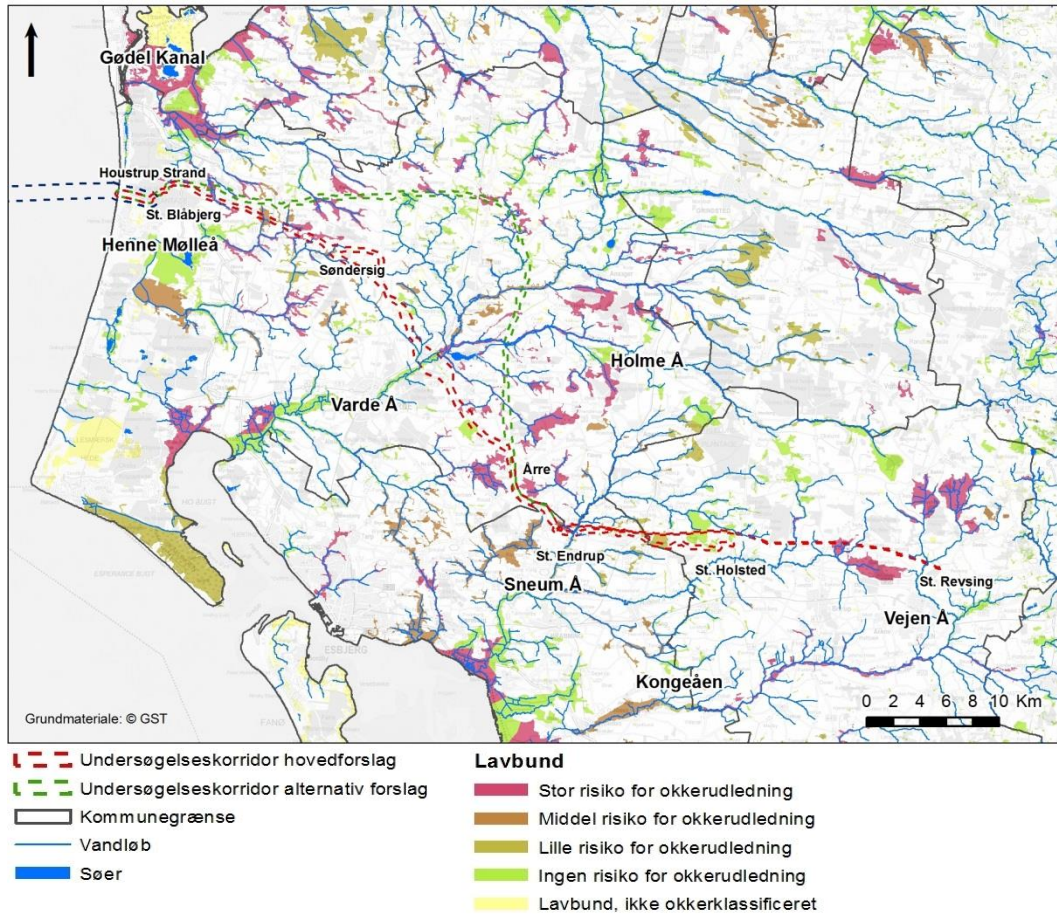 Gødel Kanal
Houstrup Strand
St. Blåbjerg
Henne Mølleå
Søndersig
Holme Å
Varde Å
Årre
St. Endrup
St. Holsted
St. Revsing
Sneum Å
Vejen Å
ESBJERG
Kongeåen
FANØ
0 2 4 6 8 10 Km
Grundmateriale: © GST
Undersøgelseskorridor hovedforslag
Undersøgelseskorridor alternativ forslag
Kommunegrænse
Vandløb
Søer
Lavbund
Stor risiko for okkerudledning
Middel risiko for okkerudledning
Lille risiko for okkerudledning
Ingen risiko for okkerudledning
Lavbund, ikke okkerklassificeret